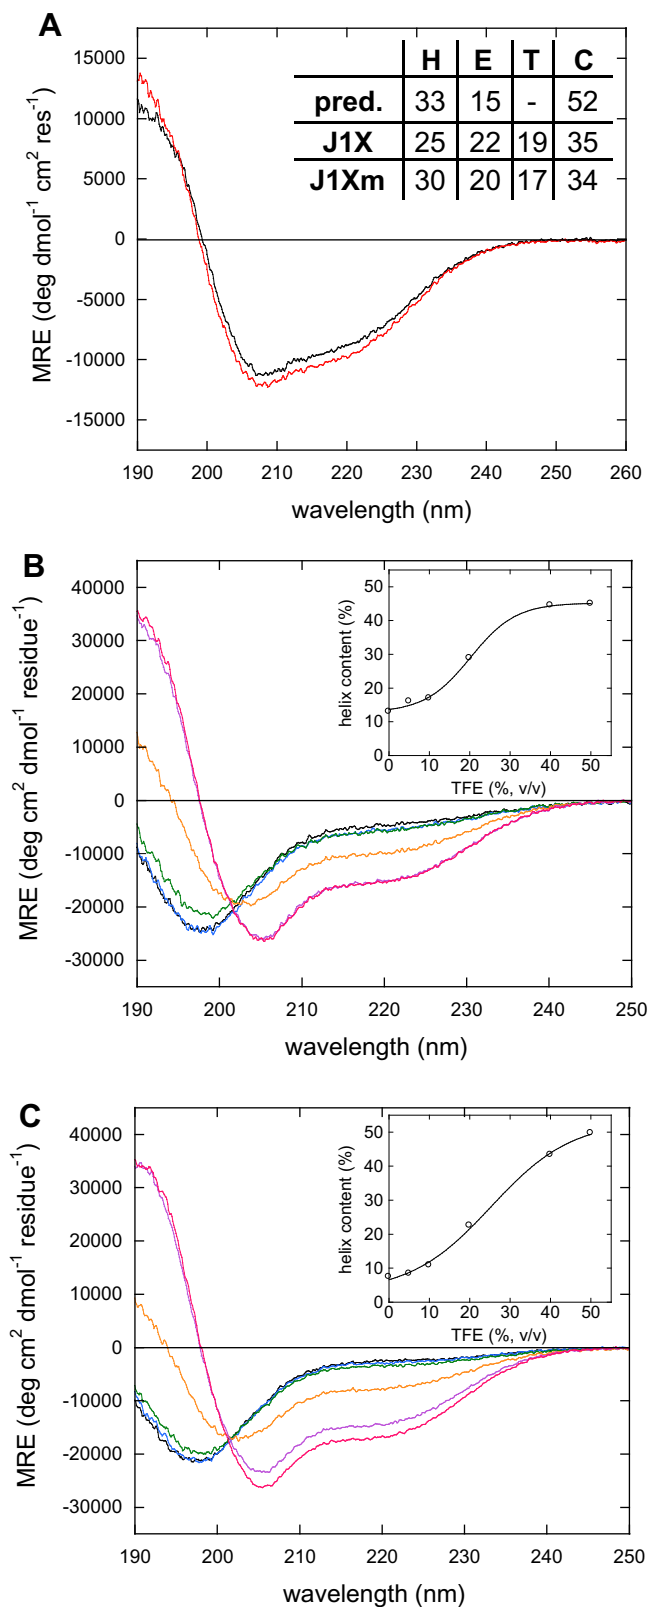 A
H E T C
pred. 33 15 - 52
J1X 25 22 19 35
J1Xm 30 20 17 34
15000
10000
5000
0
-5000
-10000
-15000
MRE (deg dmol⁻¹ cm² res⁻¹)
190 200 210 220 230 240 250 260
wavelength (nm)
B
40000
30000
20000
10000
0
-10000
-20000
-30000
MRE (deg cm² dmol⁻¹ residue⁻¹)
50
40
30
20
10
0
helix content (%)
0 10 20 30 40 50
TFE (%, v/v)
190 200 210 220 230 240 250
wavelength (nm)
C
40000
30000
20000
10000
0
-10000
-20000
-30000
MRE (deg cm² dmol⁻¹ residue⁻¹)
50
40
30
20
10
0
helix content (%)
0 10 20 30 40 50
TFE (%, v/v)
190 200 210 220 230 240 250
wavelength (nm)